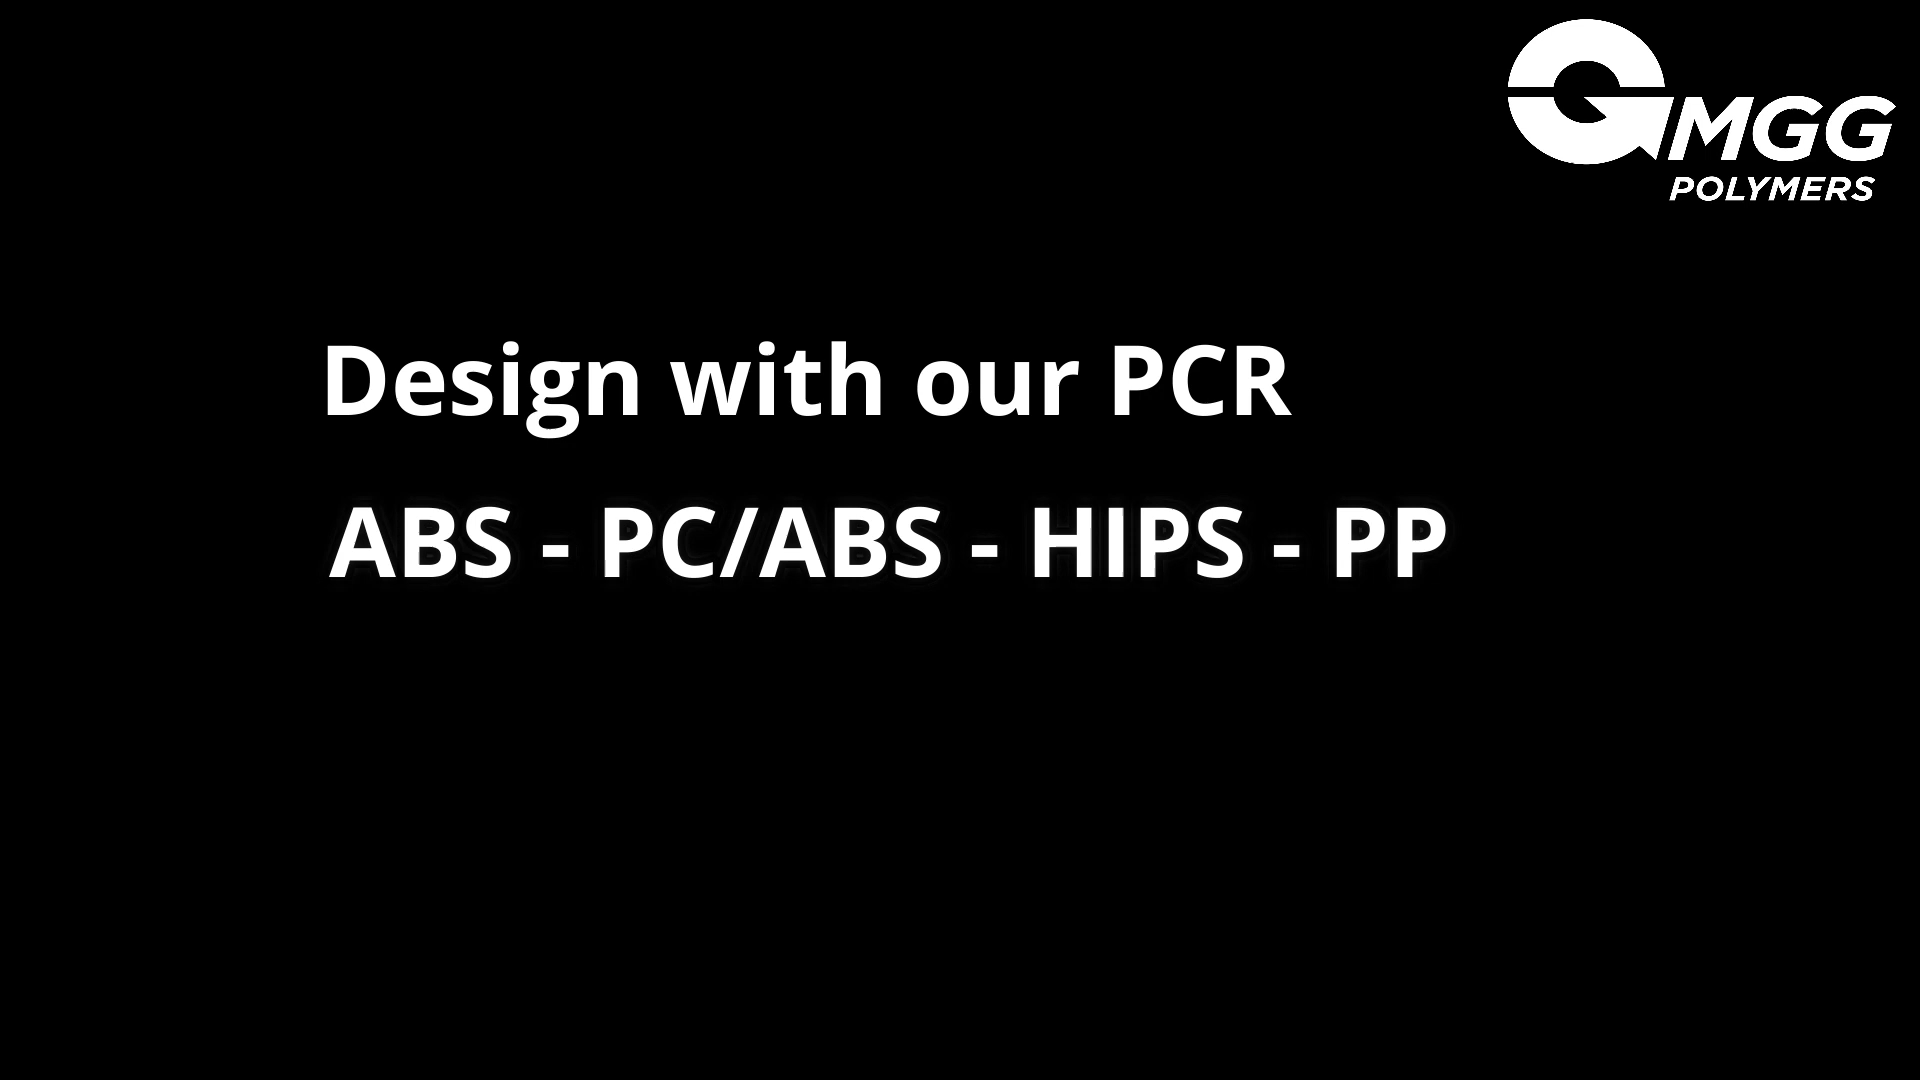 MGG
POLYMERS
Design with our PCR
ABS - PC/ABS - HIPS - PP